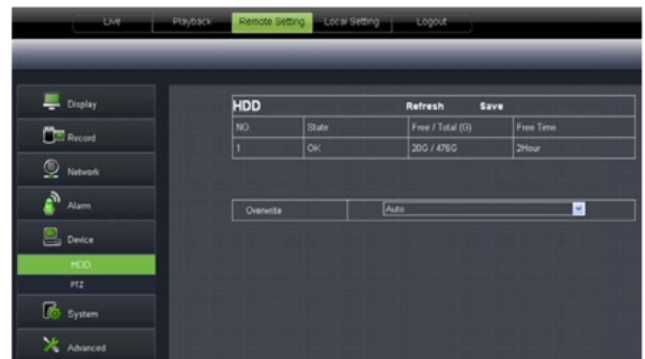 Live Playback Remote Setting Local Setting Logout
Display
Record
Network
Alarm
Device
HDD
PTZ
System
Advanced
HDD Refresh Save
NO. State Free / Total (G) Free Time
1 OK 20G / 476G 2Hour
Overwrite Auto